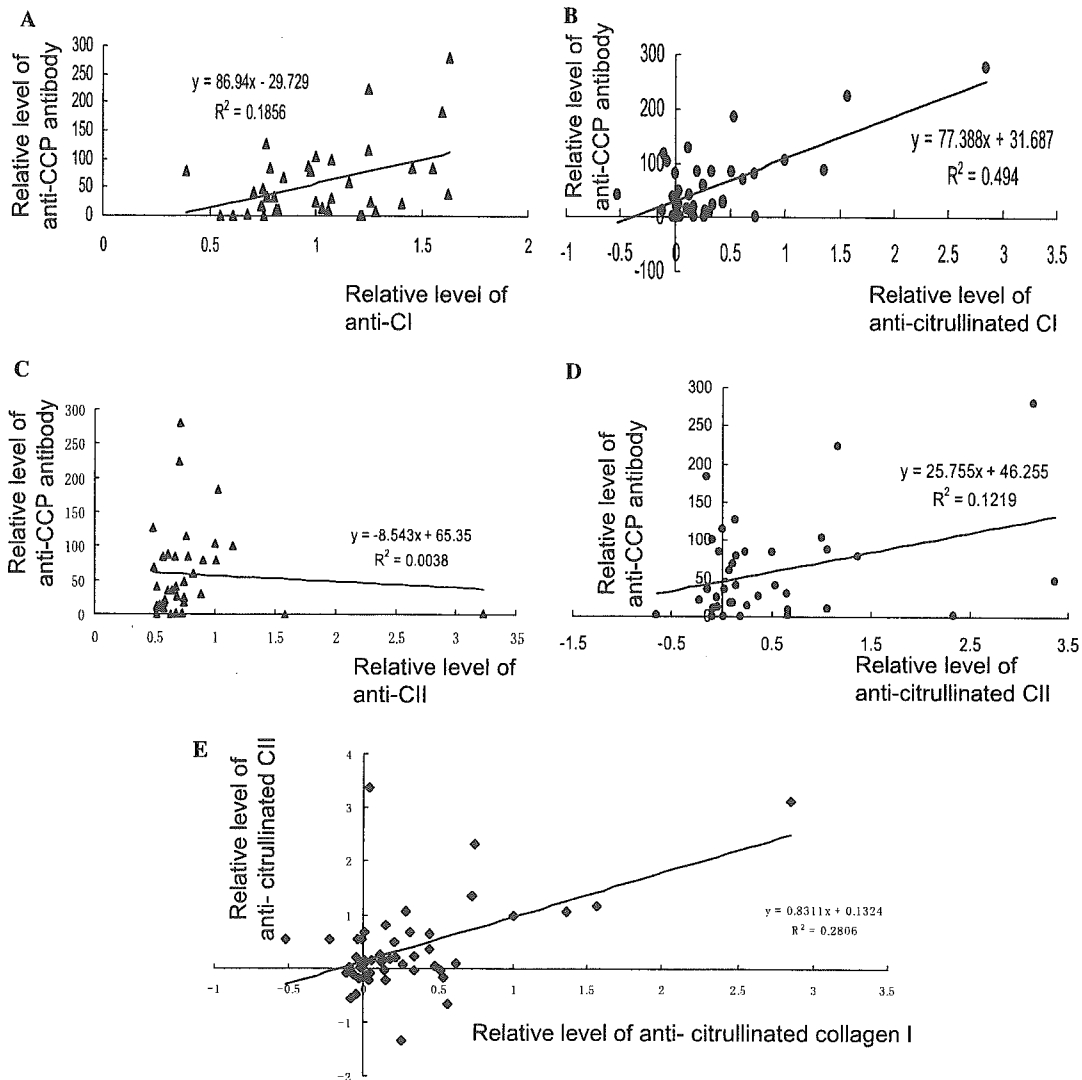 A
Relative level of
anti-CCP antibody
300
250
200
150
100
50
0
y = 86.94x - 29.729
R² = 0.1856
0
0.5
1
1.5
2
Relative level of
anti-CI
B
Relative level of
anti-CCP antibody
300
200
100
0
-100
y = 77.388x + 31.687
R² = 0.494
-1
-0.5
0
0.5
1
1.5
2
2.5
3
3.5
Relative level of
anti-citrullinated CI
C
Relative level of
anti-CCP antibody
300
250
200
150
100
50
0
y = -8.543x + 65.35
R² = 0.0038
0
0.5
1
1.5
2
2.5
3
3.5
Relative level of
anti-CII
D
Relative level of
anti-CCP antibody
300
250
200
150
100
50
0
y = 25.755x + 46.255
R² = 0.1219
-1.5
-0.5
0.5
1.5
2.5
3.5
Relative level of
anti-citrullinated CII
E
Relative level of
anti- citrullinated CII
4
3
2
1
0
-1
-2
y = 0.8311x + 0.1324
R² = 0.2806
-1
-0.5
0
0.5
1
1.5
2
2.5
3
3.5
Relative level of anti- citrullinated collagen I